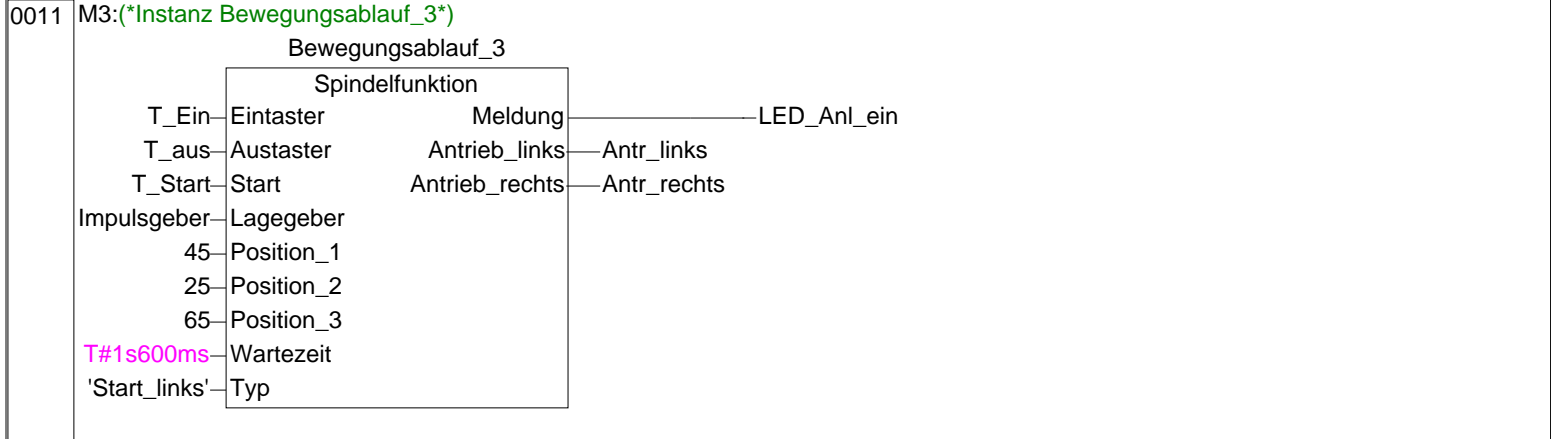 0011 M3:(*Instanz Bewegungsablauf_3*)
Bewegungsablauf_3
Spindelfunktion
T_Ein Eintaster Meldung LED_Anl_ein
T_aus Austaster Antrieb_links Antr_links
T_Start Start Antrieb_rechts Antr_rechts
Impulsgeber Lagegeber
45 Position_1
25 Position_2
65 Position_3
T#1s600ms Wartezeit
'Start_links' Typ